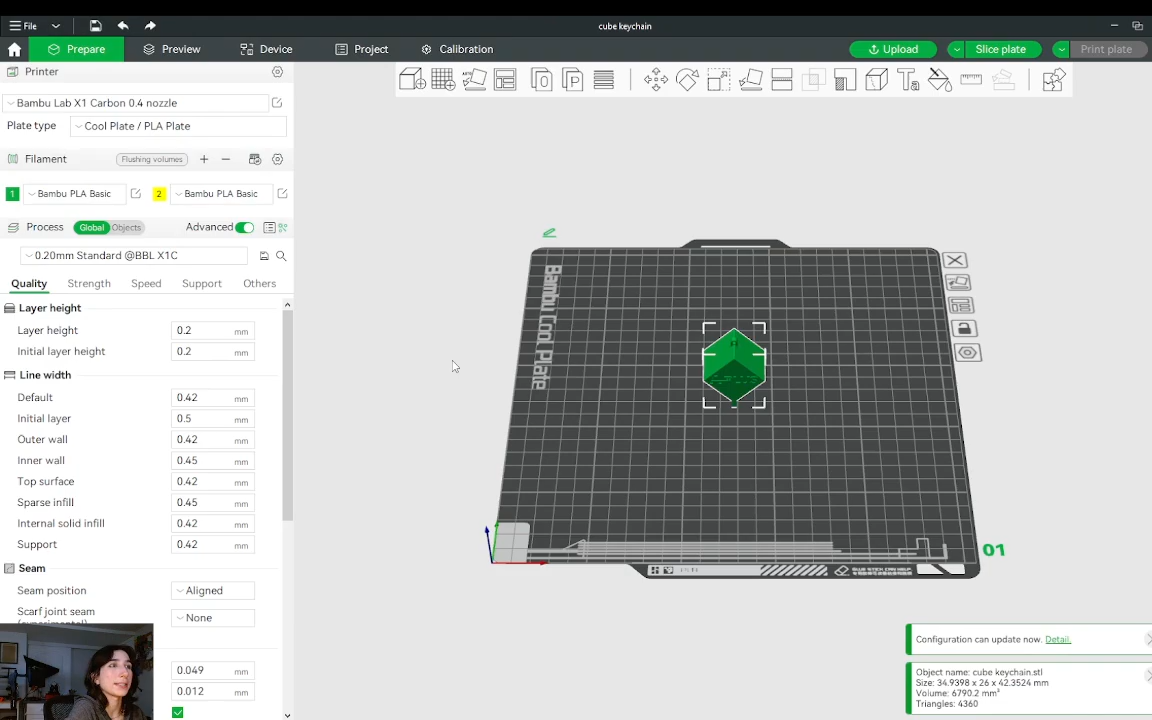 File
cube keychain
Prepare
Preview
Device
Project
Calibration
Upload
Slice plate
Print plate
Printer
Bambu Lab X1 Carbon 0.4 nozzle
Plate type
Cool Plate / PLA Plate
Filament
Flushing volumes
1
Bambu PLA Basic
2
Bambu PLA Basic
Process
Global
Objects
Advanced
0.20mm Standard @BBL X1C
Quality
Strength
Speed
Support
Others
Layer height
Layer height 0.2 mm
Initial layer height 0.2 mm
Line width
Default 0.42 mm
Initial layer 0.5 mm
Outer wall 0.42 mm
Inner wall 0.45 mm
Top surface 0.42 mm
Sparse infill 0.45 mm
Internal solid infill 0.42 mm
Support 0.42 mm
Seam
Seam position Aligned
Scarf joint seam None
(experimental)
0.049 mm
0.012 mm
Bambu Cool Plate
01
Configuration can update now. Detail.
Object name: cube keychain.stl
Size: 34.9398 x 26 x 42.3524 mm
Volume: 6790.2 mm³
Triangles: 4360